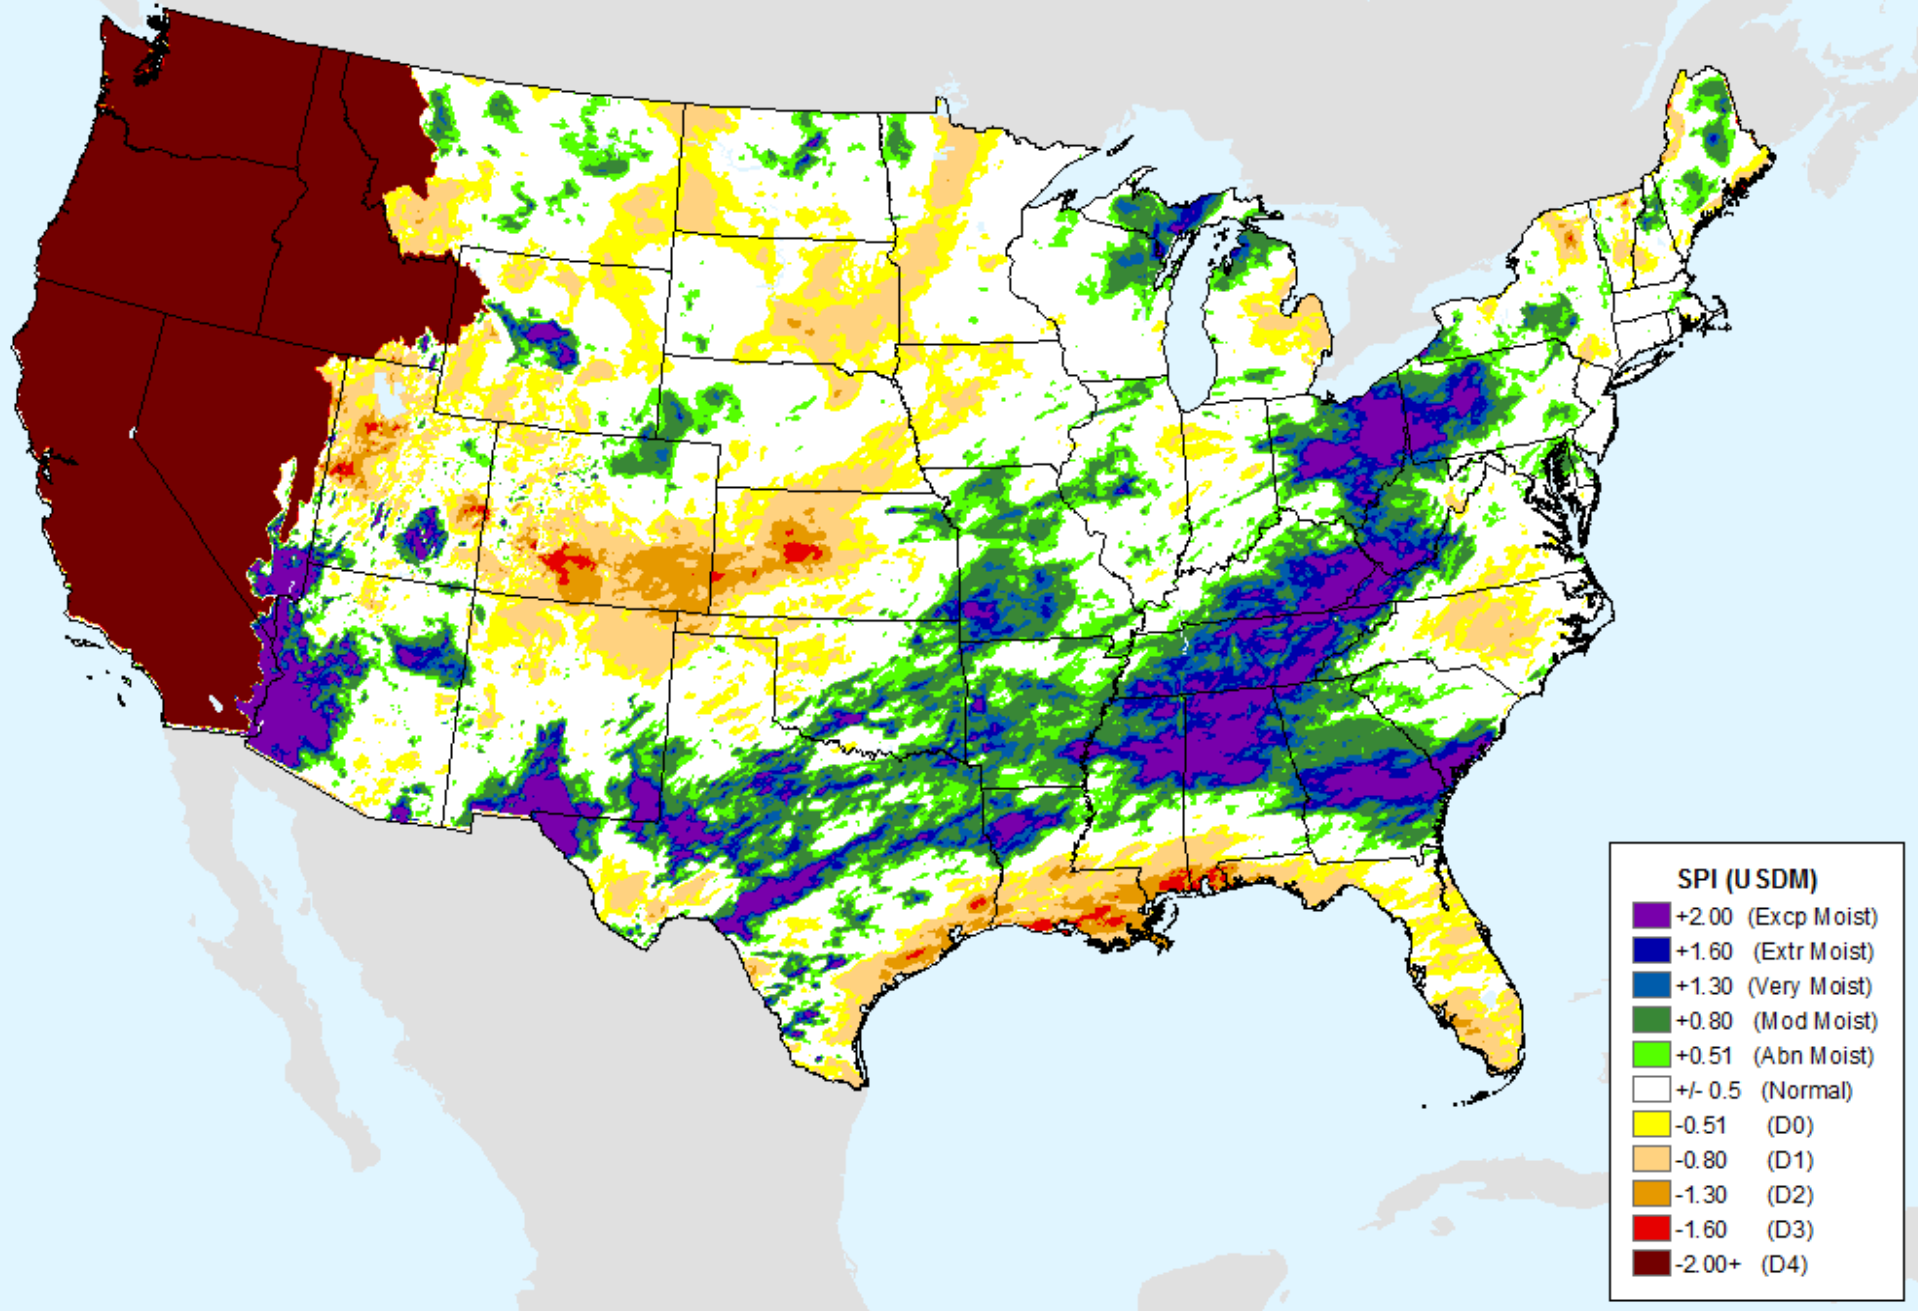 SPI (USDM)
+2.00 (Excp Moist)
+1.60 (Extr Moist)
+1.30 (Very Moist)
+0.80 (Mod Moist)
+0.51 (Abn Moist)
+/- 0.5 (Normal)
-0.51 (D0)
-0.80 (D1)
-1.30 (D2)
-1.60 (D3)
-2.00+ (D4)